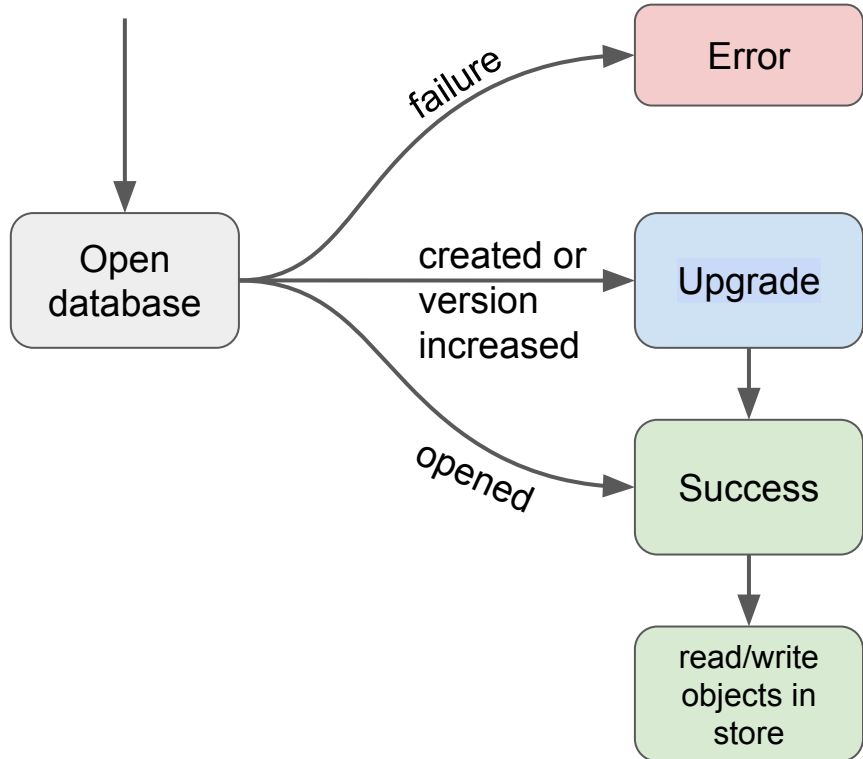 failure
Error
Open
database
created or
version
increased
Upgrade
opened
Success
read/write
objects in
store